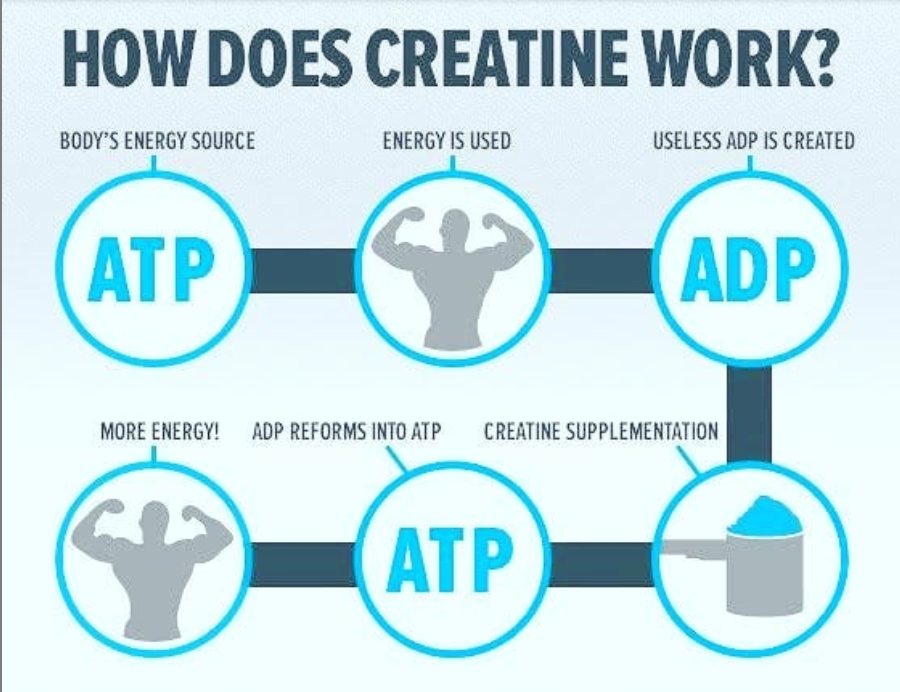 HOW DOES CREATINE WORK?
BODY'S ENERGY SOURCE
ENERGY IS USED
USELESS ADP IS CREATED
ATP
ADP
MORE ENERGY!
ADP REFORMS INTO ATP
CREATINE SUPPLEMENTATION
ATP